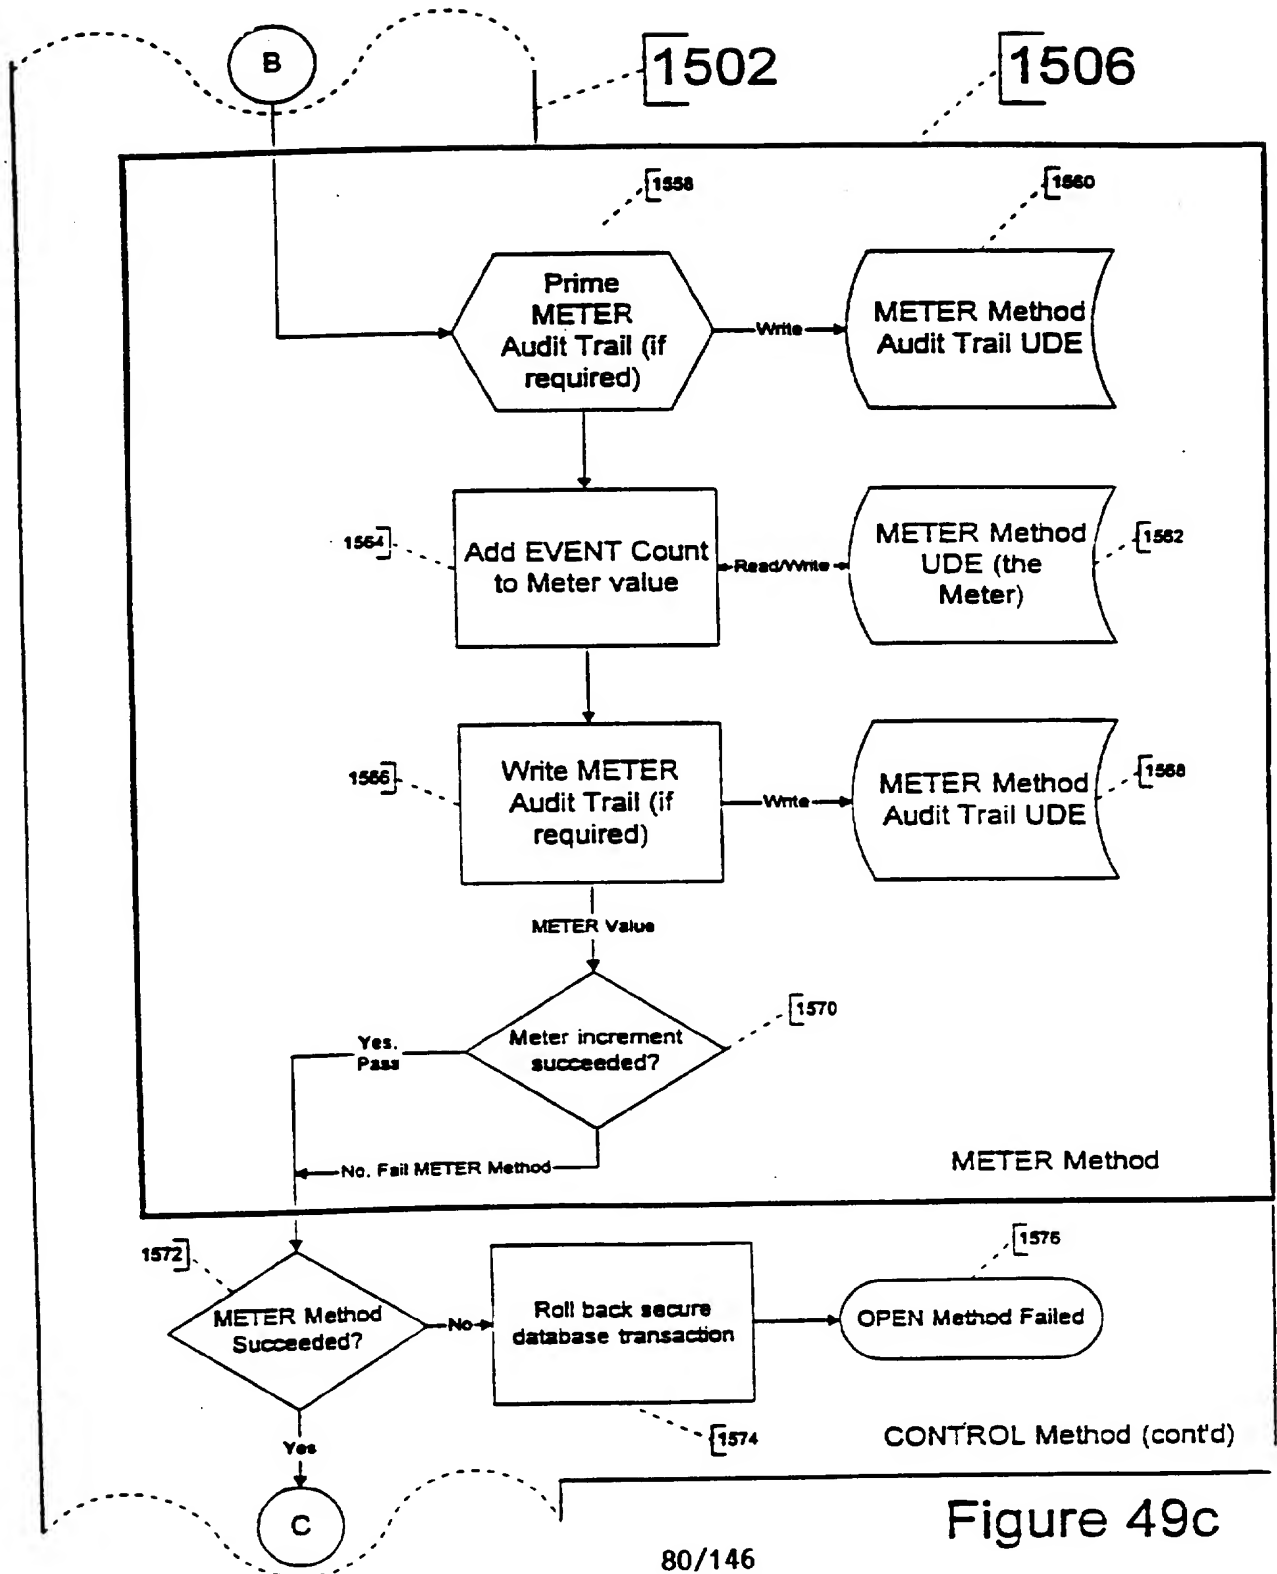 B
1502
1506
1558
1560
Prime
METER
Audit Trail (if
required)
Write
METER Method
Audit Trail UDE
1564
Add EVENT Count
to Meter value
Read/Write
METER Method
UDE (the
Meter)
1562
1566
Write METER
Audit Trail (if
required)
Write
METER Method
Audit Trail UDE
1568
METER Value
Meter increment
succeeded?
1570
Yes.
Pass
No. Fail METER Method
METER Method
1572
METER Method
Succeeded?
No
Roll back secure
database transaction
OPEN Method Failed
1576
1574
Yes
CONTROL Method (cont'd)
C
Figure 49c
80/146